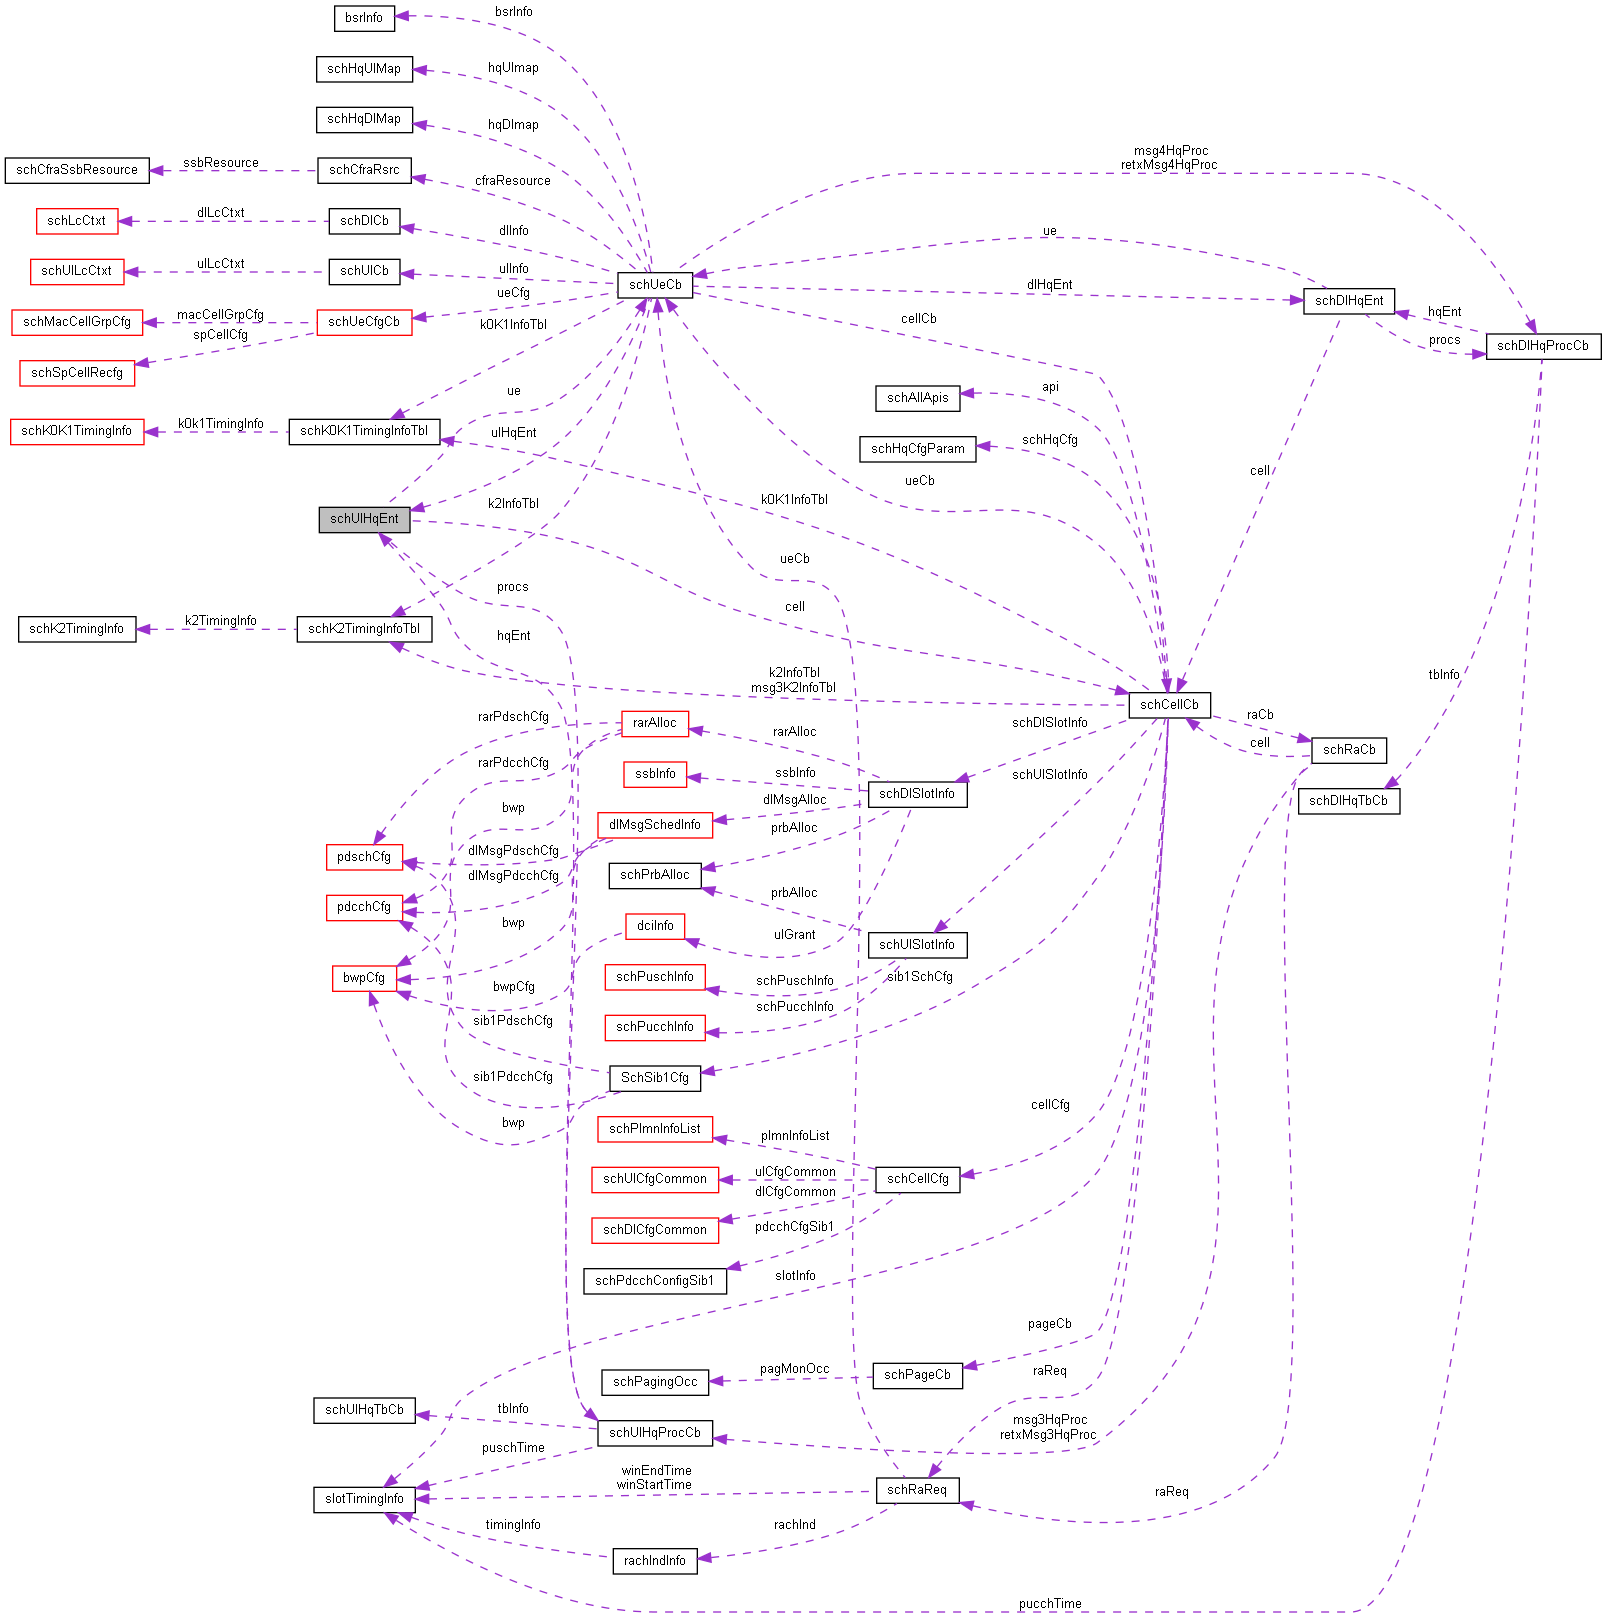 bsrInfo
bsrInfo
schHqUlMap
hqUlmap
schHqDlMap
hqDlmap
msg4HqProc
retxMsg4HqProc
schCfraSsbResource
ssbResource
schCfraRsrc
cfraResource
schLcCtxt
dlLcCtxt
schDlCb
dlInfo
ue
schUlLcCtxt
ulLcCtxt
schUlCb
ulInfo
schUeCb
dlHqEnt
schDlHqEnt
ueCfg
schMacCellGrpCfg
macCellGrpCfg
schUeCfgCb
k0K1InfoTbl
cellCb
hqEnt
spCellCfg
procs
schDlHqProcCb
schSpCellRecfg
ue
api
schAllApis
schK0K1TimingInfo
k0k1TimingInfo
schK0K1TimingInfoTbl
ulHqEnt
schHqCfgParam
schHqCfg
cell
ueCb
k0K1InfoTbl
k2InfoTbl
schUlHqEnt
ueCb
procs
cell
schK2TimingInfo
k2TimingInfo
schK2TimingInfoTbl
hqEnt
k2InfoTbl
msg3K2InfoTbl
tbInfo
schCellCb
rarPdschCfg
rarAlloc
rarAlloc
schDlSlotInfo
raCb
cell
schRaCb
rarPdcchCfg
ssbInfo
ssbInfo
schUlSlotInfo
schDlSlotInfo
schDlHqTbCb
bwp
dlMsgSchedInfo
dlMsgAlloc
prbAlloc
pdschCfg
dlMsgPdschCfg
dlMsgPdcchCfg
schPrbAlloc
prbAlloc
pdcchCfg
bwp
dciInfo
ulGrant
schUlSlotInfo
bwpCfg
bwpCfg
schPuschInfo
schPuschInfo
sib1SchCfg
sib1PdschCfg
schPucchInfo
schPucchInfo
sib1PdcchCfg
SchSib1Cfg
bwp
cellCfg
schPlmnInfoList
plmnInfoList
schUlCfgCommon
ulCfgCommon
schCellCfg
dlCfgCommon
schDlCfgCommon
pdcchCfgSib1
schPdcchConfigSib1
slotInfo
pageCb
schPagingOcc
pagMonOcc
schPageCb
raReq
schUlHqTbCb
tbInfo
schUlHqProcCb
msg3HqProc
retxMsg3HqProc
puschTime
winEndTime
winStartTime
slotTimingInfo
schRaReq
raReq
timingInfo
rachInd
rachIndInfo
pucchTime